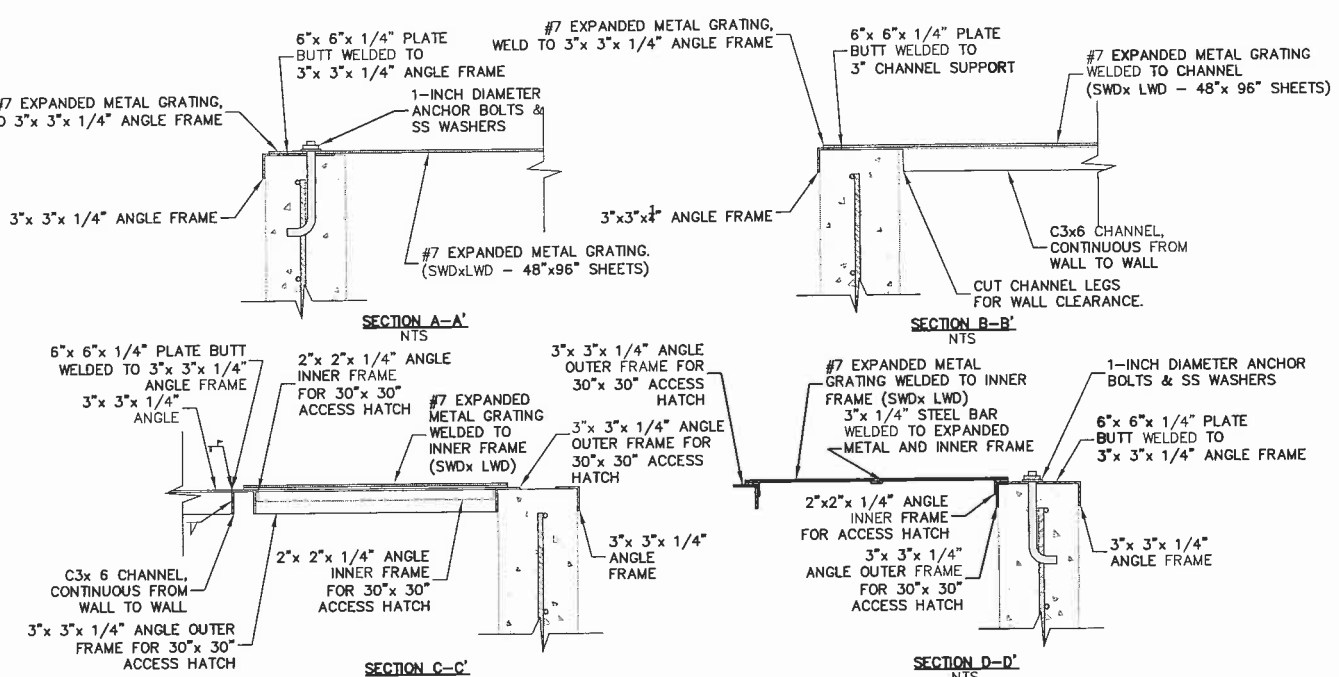 6"x 6"x 1/4" PLATE
BUTT WELDED TO
3"x 3"x 1/4" ANGLE FRAME
#7 EXPANDED METAL GRATING,
TO 3"x 3"x 1/4" ANGLE FRAME
1-INCH DIAMETER
ANCHOR BOLTS &
SS WASHERS
3"x 3"x 1/4" ANGLE FRAME
#7 EXPANDED METAL GRATING.
(SWDxLWD - 48"x96" SHEETS)
SECTION A-A'
NTS
#7 EXPANDED METAL GRATING,
WELD TO 3"x 3"x 1/4" ANGLE FRAME
6"x 6"x 1/4" PLATE
BUTT WELDED TO
3" CHANNEL SUPPORT
#7 EXPANDED METAL GRATING
WELDED TO CHANNEL
(SWDx LWD - 48"x 96" SHEETS)
3"x3"x1/4" ANGLE FRAME
C3x6 CHANNEL,
CONTINUOUS FROM
WALL TO WALL
CUT CHANNEL LEGS
FOR WALL CLEARANCE.
SECTION B-B'
NTS
6"x 6"x 1/4" PLATE BUTT
WELDED TO 3"x 3"x 1/4"
ANGLE FRAME
3"x 3"x 1/4"
ANGLE
2"x 2"x 1/4" ANGLE
INNER FRAME
FOR 30"x 30"
ACCESS HATCH
#7 EXPANDED
METAL GRATING
WELDED TO
INNER FRAME
(SWDx LWD)
3"x 3"x 1/4" ANGLE
OUTER FRAME FOR
30"x 30" ACCESS
HATCH
C3x 6 CHANNEL,
CONTINUOUS FROM
WALL TO WALL
3"x 3"x 1/4" ANGLE OUTER
FRAME FOR 30"x 30"
ACCESS HATCH
2"x 2"x 1/4" ANGLE
INNER FRAME
FOR 30"x 30"
ACCESS HATCH
3"x 3"x 1/4"
ANGLE
FRAME
SECTION C-C'
3"x 3"x 1/4" ANGLE
OUTER FRAME FOR
30"x 30" ACCESS
HATCH
#7 EXPANDED METAL
GRATING WELDED TO INNER
FRAME (SWDx LWD)
3"x 1/4" STEEL BAR
WELDED TO EXPANDED
METAL AND INNER FRAME
1-INCH DIAMETER ANCHOR
BOLTS & SS WASHERS
6"x 6"x 1/4" PLATE
BUTT WELDED TO
3"x 3"x 1/4" ANGLE FRAME
2"x2"x 1/4" ANGLE
INNER FRAME
FOR ACCESS HATCH
3"x 3"x 1/4"
ANGLE OUTER FRAME
FOR 30"x 30"
ACCESS HATCH
3"x 3"x 1/4"
ANGLE FRAME
SECTION D-D'
NTS